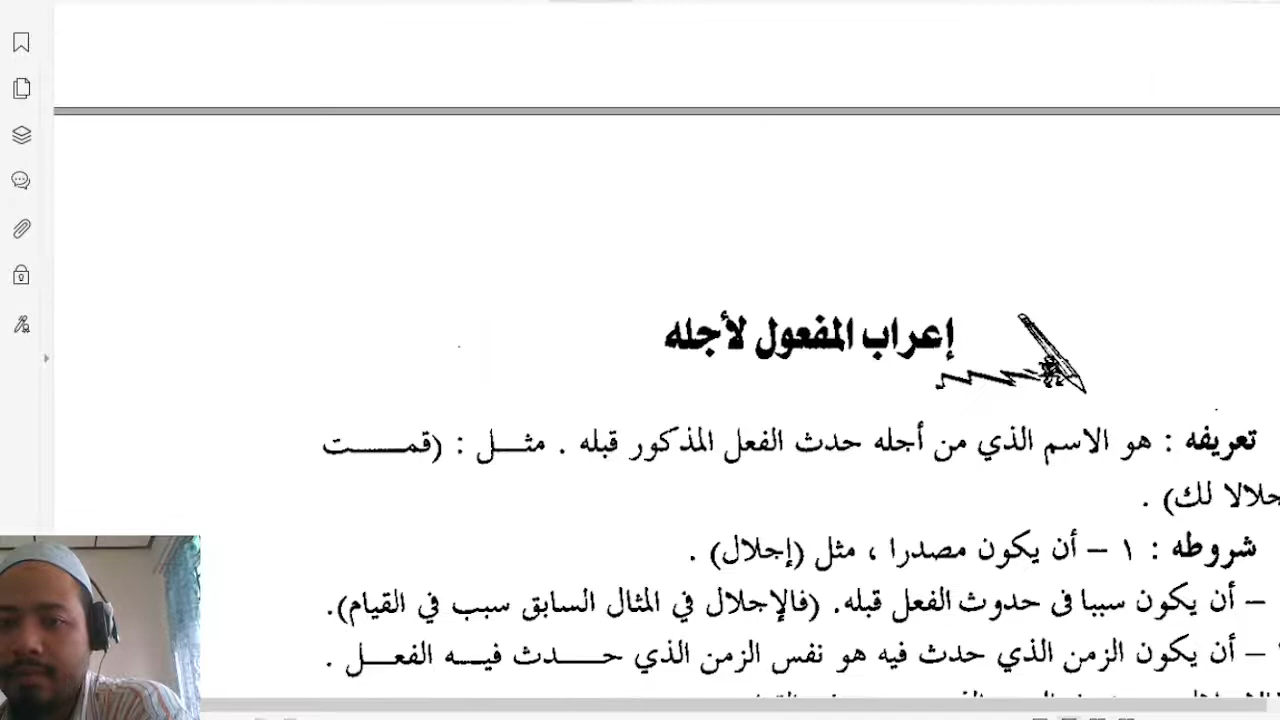 إعراب المفعول لأجله
تعريفه : هو الاسم الذي من أجله حدث الفعل المذكور قبله . مثـل : (قمـت
لك) .
شروطه : ١ – أن يكون مصدرا ، مثل (إجلال) .
– أن يكون سببا فى حدوث الفعل قبله. (فالإجلال في المثال السابق سبب في القيام).
– أن يكون الزمن الذي حدث فيه هو نفس الزمن الذي حـدث فيـه الفعـل .